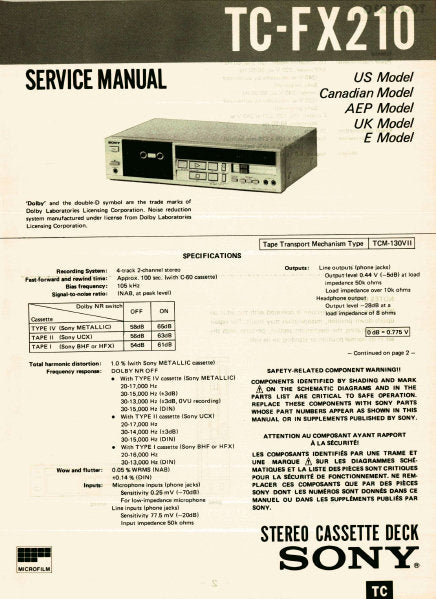 TC-FX210
SERVICE MANUAL
US Model
Canadian Model
AEP Model
UK Model
E Model
SONY
"Dolby" and the double-D symbol are the trade marks of
Dolby Laboratories Licensing Corporation. Noise reduction
system manufactured under license from Dolby Laboratories
Licensing Corporation.
Tape Transport Mechanism Type TCM-130VII
SPECIFICATIONS
Recording System: 4-track 2-channel stereo
Fast-forward and rewind time: Approx. 100 sec. (with C-60 cassette)
Bias frequency: 105 kHz
Signal-to-noise ratio: (NAB, at peak level)
Dolby NR switch OFF ON
Cassette
TYPE IV (Sony METALLIC) 58dB 65dB
TAPE II (Sony UCX) 56dB 63dB
TAPE I (Sony BHF or HFX) 54dB 61dB
Total harmonic distortion: 1.0 % (with Sony METALLIC cassette)
Frequency response: DOLBY NR OFF
● With TYPE IV cassette (Sony METALLIC)
20-17,000 Hz
30-15,000 Hz (±3dB)
30-13,000 Hz (±3dB, 0VU recording)
30-15,000 Hz (DIN)
● With TYPE II cassette (Sony UCX)
20-17,000 Hz
30-14,000 Hz (±3dB)
30-15,000 Hz (DIN)
● With TYPE I cassette (Sony BHF or HFX)
20-16,000 Hz
30-13,000 Hz (DIN)
Wow and flutter: 0.05 % WRMS (NAB)
±0.14 % (DIN)
Inputs: Microphone inputs (phone jacks)
Sensitivity 0.25 mV (−70dB)
For low-impedance microphone
Line inputs (phono jacks)
Sensitivity 77.5 mV (−20dB)
Input impedance 50k ohms
Outputs: Line outputs (phono jacks)
Output level 0.44 V (−5dB) at load
impedance 50k ohms
Load impedance over 10k ohms
Headphone output:
Output level −28dB at a
load impedance of 8 ohms
0 dB = 0.775 V
— Continued on page 2 —
SAFETY-RELATED COMPONENT WARNING!!
COMPONENTS IDENTIFIED BY SHADING AND MARK
⚠ ON THE SCHEMATIC DIAGRAMS AND IN THE
PARTS LIST ARE CRITICAL TO SAFE OPERATION.
REPLACE THESE COMPONENTS WITH SONY PARTS
WHOSE PART NUMBERS APPEAR AS SHOWN IN THIS
MANUAL OR IN SUPPLEMENTS PUBLISHED BY SONY.
ATTENTION AU COMPOSANT AYANT RAPPORT
À LA SÉCURITÉ!
LES COMPOSANTS IDENTIFIÉS PAR UNE TRAME ET
UNE MARQUE ⚠ SUR LES DIAGRAMMES SCHÉ-
MATIQUES ET LA LISTE DES PIÈCES SONT CRITIQUES
POUR LA SÉCURITÉ DE FONCTIONNEMENT. NE REM-
PLACER CES COMPOSANTS QUE PAR DES PIÈCES
SONY DONT LES NUMÉROS SONT DONNÉS DANS CE
MANUEL OU DANS LES SUPPLÉMENTS PUBLIÉS PAR
SONY.
STEREO CASSETTE DECK
SONY®
MICROFILM
TC